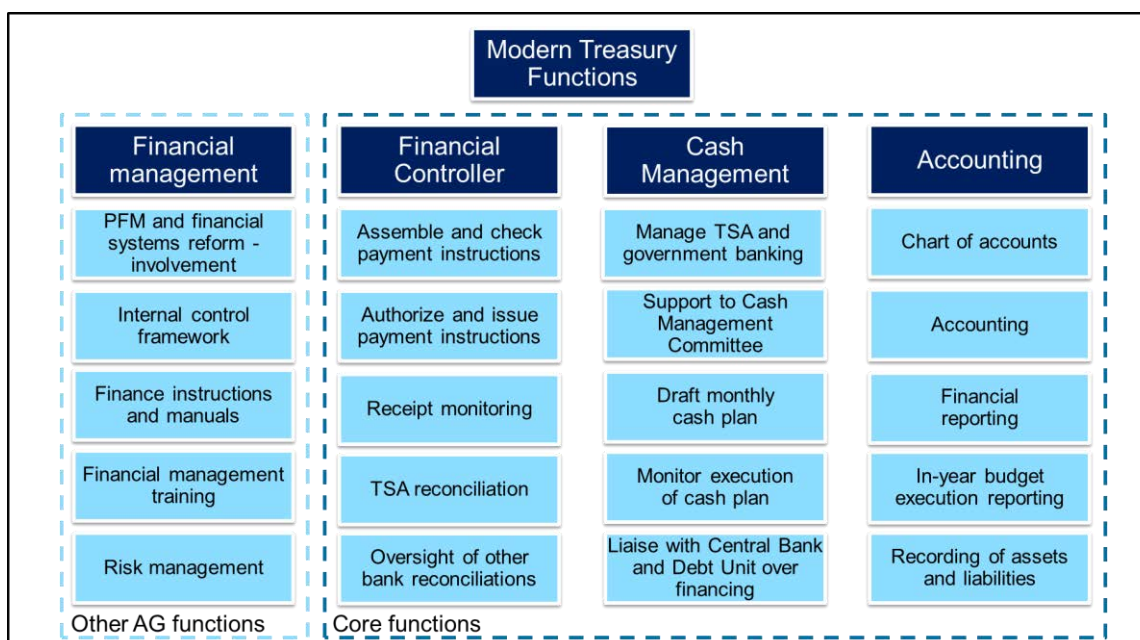 Modern Treasury
Functions
Financial
management
PFM and financial
systems reform -
involvement
Internal control
framework
Finance instructions
and manuals
Financial management
training
Risk management
Other AG functions
Financial
Controller
Assemble and check
payment instructions
Authorize and issue
payment instructions
Receipt monitoring
TSA reconciliation
Oversight of other
bank reconciliations
Cash
Management
Manage TSA and
government banking
Support to Cash
Management
Committee
Draft monthly
cash plan
Monitor execution
of cash plan
Liaise with Central Bank
and Debt Unit over
financing
Accounting
Chart of accounts
Accounting
Financial
reporting
In-year budget
execution reporting
Recording of assets
and liabilities
Core functions